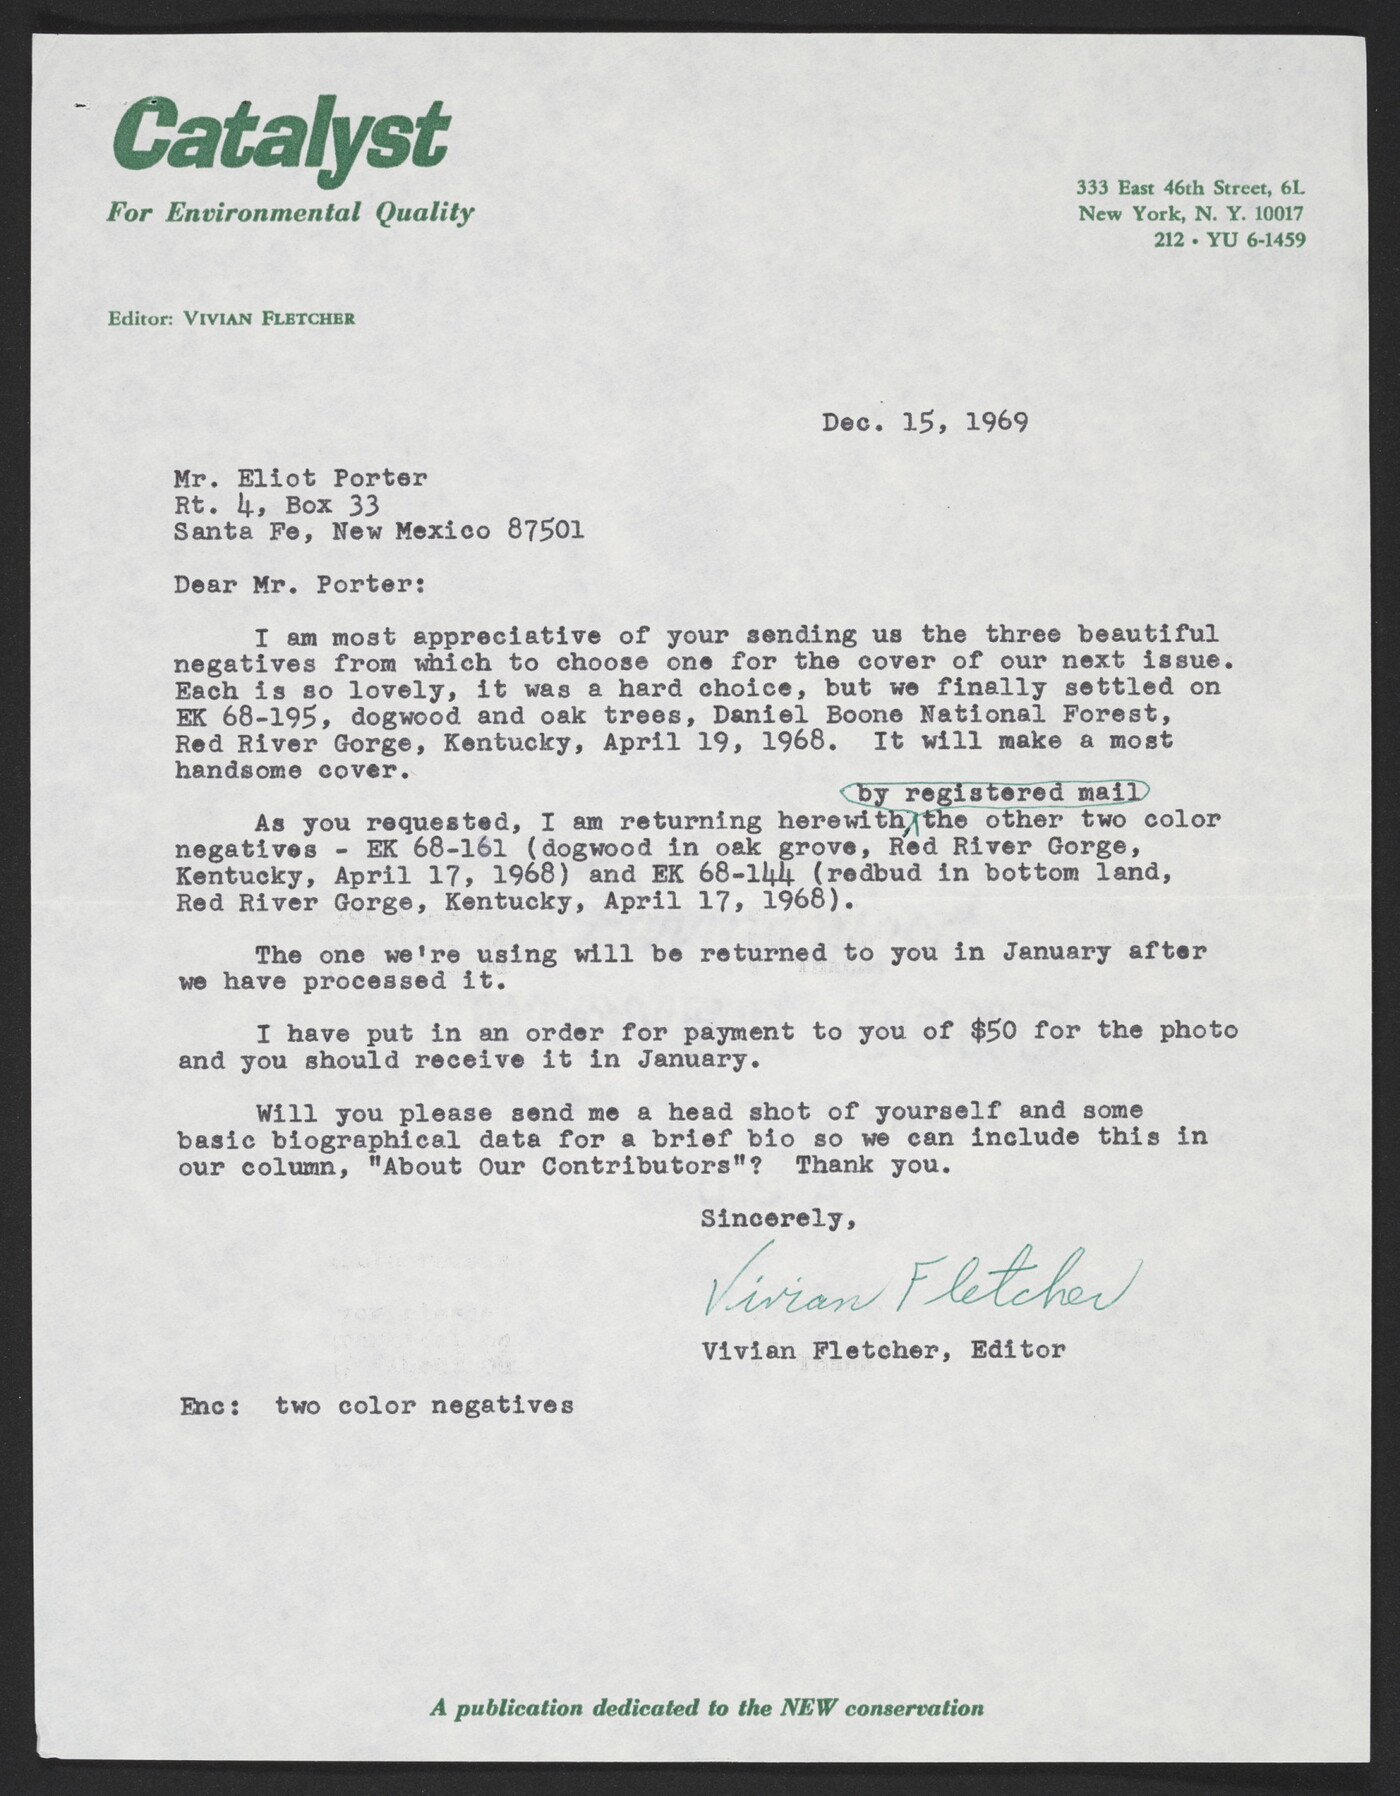 Catalyst
For Environmental Quality
333 East 46th Street, 6L
New York, N. Y. 10017
212 • YU 6-1459
Editor: VIVIAN FLETCHER
Dec. 15, 1969
Mr. Eliot Porter
Rt. 4, Box 33
Santa Fe, New Mexico 87501
Dear Mr. Porter:
I am most appreciative of your sending us the three beautiful
negatives from which to choose one for the cover of our next issue.
Each is so lovely, it was a hard choice, but we finally settled on
EK 68-195, dogwood and oak trees, Daniel Boone National Forest,
Red River Gorge, Kentucky, April 19, 1968. It will make a most
handsome cover.
by registered mail
As you requested, I am returning herewith the other two color
negatives - EK 68-161 (dogwood in oak grove, Red River Gorge,
Kentucky, April 17, 1968) and EK 68-144 (redbud in bottom land,
Red River Gorge, Kentucky, April 17, 1968).
The one we're using will be returned to you in January after
we have processed it.
I have put in an order for payment to you of $50 for the photo
and you should receive it in January.
Will you please send me a head shot of yourself and some
basic biographical data for a brief bio so we can include this in
our column, "About Our Contributors"? Thank you.
Sincerely,
Vivian Fletcher
Vivian Fletcher, Editor
Enc: two color negatives
A publication dedicated to the NEW conservation